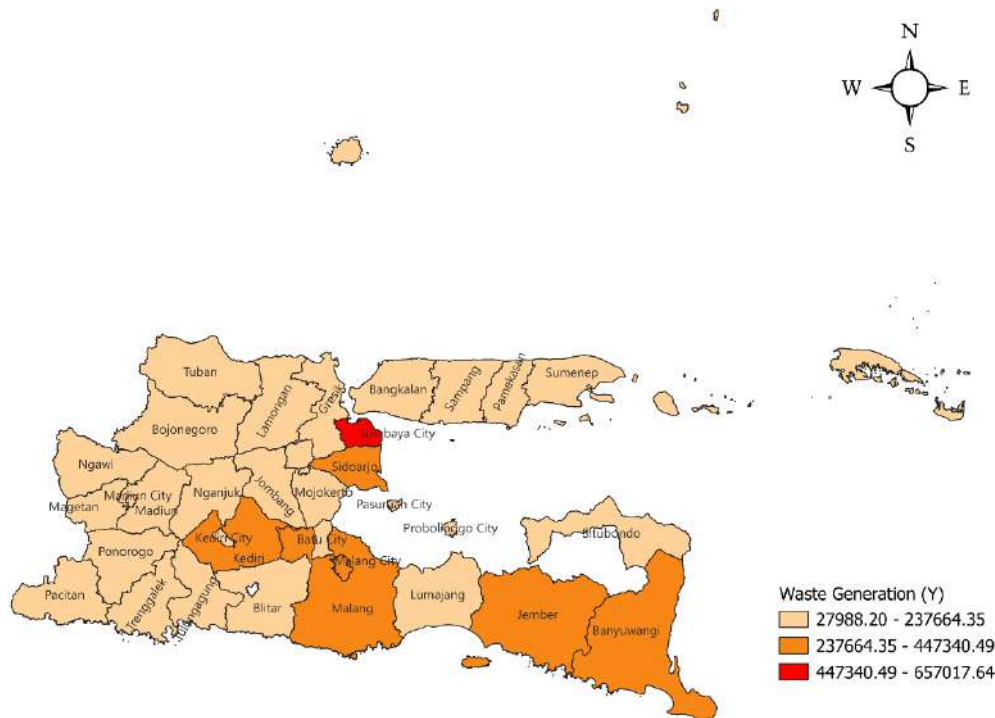 N
W E
S
Tuban
Lamongan
Gresik
Bangkalan
Sampang
Pamekasan
Sumenep
Bojonegoro
Surabaya City
Ngawi
Sidoarjo
Madiun City
Nganjuk
Jombang
Mojokerto
Magetan
Madiun
Pasuruan City
Probolinggo City
Kediri City
Batu City
Situbondo
Ponorogo
Kediri
Malang City
Pacitan
Trenggalek
Tulungagung
Blitar
Malang
Lumajang
Jember
Banyuwangi
Waste Generation (Y)
27988.20 - 237664.35
237664.35 - 447340.49
447340.49 - 657017.64